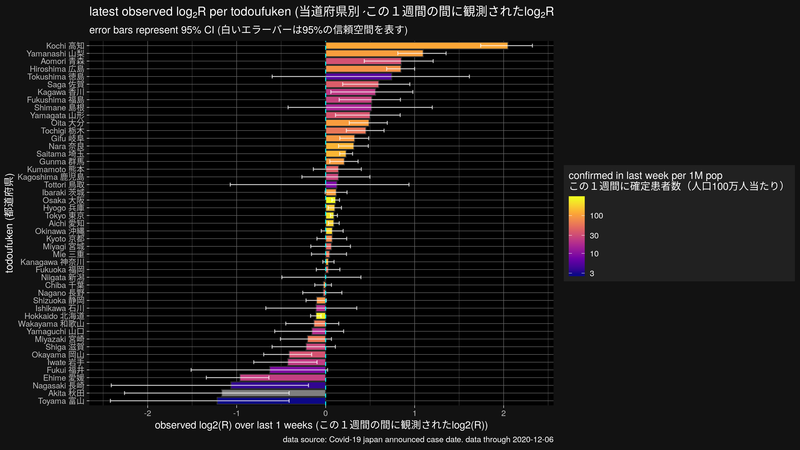 latest observed log2R per todoufuken (当道府県別 ·この１週間の間に観測されたlog2R
error bars represent 95% CI (白いエラーバーは95%の信頼空間を表す)
Kochi 高知
Yamanashi 山梨
Aomori 青森
Hiroshima 広島
Tokushima 徳島
Saga 佐賀
Kagawa 香川
Fukushima 福島
Shimane 島根
Yamagata 山形
Oita 大分
Tochigi 栃木
Gifu 岐阜
Nara 奈良
Saitama 埼玉
Gunma 群馬
Kumamoto 熊本
Kagoshima 鹿児島
Tottori 鳥取
Ibaraki 茨城
Osaka 大阪
Hyogo 兵庫
Tokyo 東京
Aichi 愛知
Okinawa 沖縄
Kyoto 京都
Miyagi 宮城
Mie 三重
Kanagawa 神奈川
Fukuoka 福岡
Niigata 新潟
Chiba 千葉
Nagano 長野
Shizuoka 静岡
Ishikawa 石川
Hokkaido 北海道
Wakayama 和歌山
Yamaguchi 山口
Miyazaki 宮崎
Shiga 滋賀
Okayama 岡山
Iwate 岩手
Fukui 福井
Ehime 愛媛
Nagasaki 長崎
Akita 秋田
Toyama 富山
todoufuken (都道府県)
-2 -1 0 1 2
observed log2(R) over last 1 weeks (この１週間の間に観測されたlog2(R))
data source: Covid-19 japan announced case date. data through 2020-12-06
confirmed in last week per 1M pop
この１週間に確定患者数（人口100万人当たり）
100
30
10
3